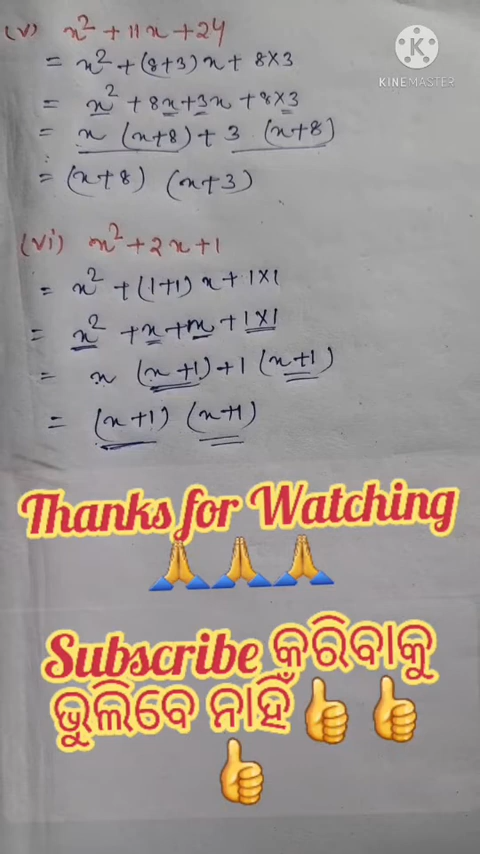 (v) x² + 11x + 24
= x² + (8+3)x + 8×3
= x² + 8x + 3x + 8×3
= x (x+8) + 3 (x+8)
= (x+8) (x+3)
(vi) x² + 2x + 1
= x² + (1+1) x + 1×1
= x² + x + x + 1×1
= x (x+1) + 1 (x+1)
= (x+1) (x+1)
KINEMASTER
Thanks for Watching
🙏🙏🙏
Subscribe କରିବାକୁ
ଭୁଲିବେ ନାହିଁ👍👍
👍